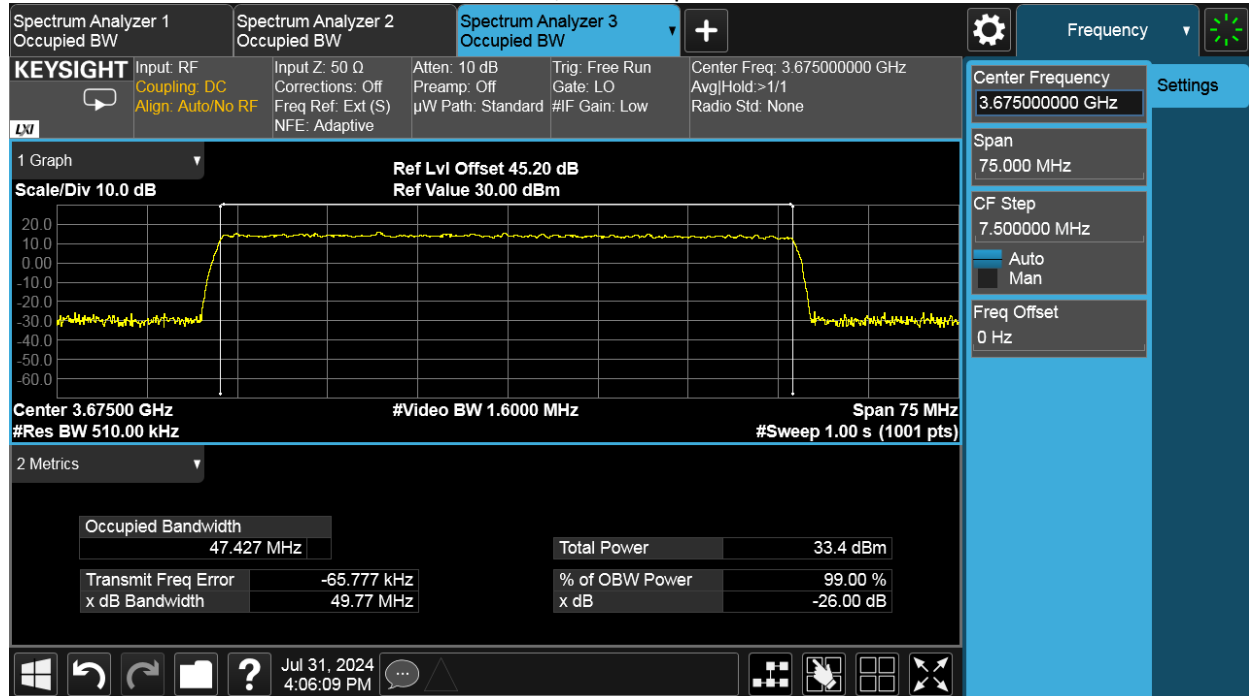 Spectrum Analyzer 1
Occupied BW
Spectrum Analyzer 2
Occupied BW
Spectrum Analyzer 3
Occupied BW
Frequency
KEYSIGHT
LXI
Input: RF
Coupling: DC
Align: Auto/No RF
Input Z: 50 Ω
Corrections: Off
Freq Ref: Ext (S)
NFE: Adaptive
Atten: 10 dB
Preamp: Off
µW Path: Standard
Trig: Free Run
Gate: LO
#IF Gain: Low
Center Freq: 3.675000000 GHz
Avg|Hold:>1/1
Radio Std: None
Center Frequency
3.675000000 GHz
Settings
Span
75.000 MHz
CF Step
7.500000 MHz
Auto
Man
Freq Offset
0 Hz
1 Graph
Scale/Div 10.0 dB
Ref Lvl Offset 45.20 dB
Ref Value 30.00 dBm
20.0
10.0
0.00
-10.0
-20.0
-30.0
-40.0
-50.0
-60.0
Center 3.67500 GHz
#Res BW 510.00 kHz
#Video BW 1.6000 MHz
Span 75 MHz
#Sweep 1.00 s (1001 pts)
2 Metrics
Occupied Bandwidth
47.427 MHz
Total Power 33.4 dBm
Transmit Freq Error -65.777 kHz
% of OBW Power 99.00 %
x dB Bandwidth 49.77 MHz
x dB -26.00 dB
?
Jul 31, 2024
4:06:09 PM